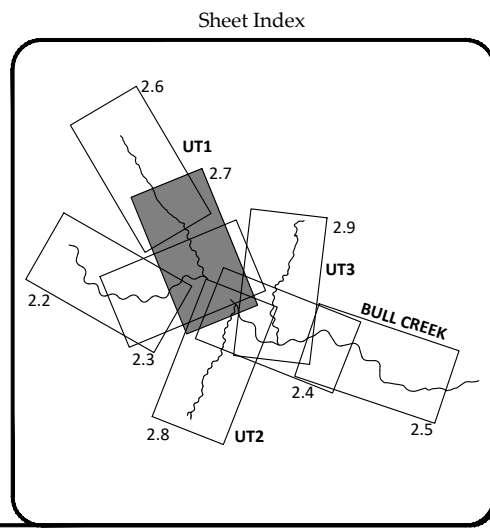 Sheet Index
2.6
UT1
2.7
2.9
UT3
2.2
BULL CREEK
2.3
2.4
2.5
2.8
UT2